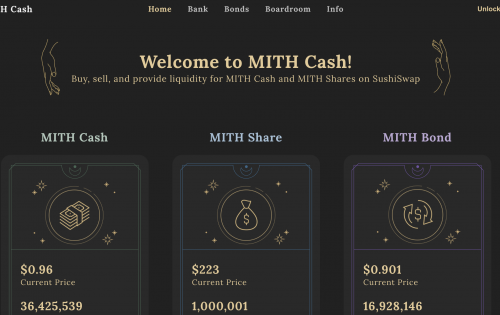 H Cash Home Bank Bonds Boardroom Info Unlock
Welcome to MITH Cash!
Buy, sell, and provide liquidity for MITH Cash and MITH Shares on SushiSwap
MITH Cash MITH Share MITH Bond
$ $
$0.96 $223 $0.901
Current Price Current Price Current Price
36,425,539 1,000,001 16,928,146